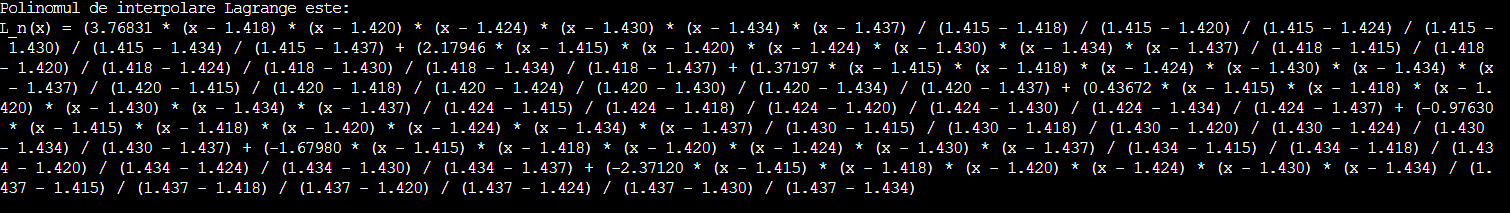 Polinomul de interpolare Lagrange este:
L_n(x) = (3.76831 * (x - 1.418) * (x - 1.420) * (x - 1.424) * (x - 1.430) * (x - 1.434) * (x - 1.437) / (1.415 - 1.418) / (1.415 - 1.420) / (1.415 - 1.424) / (1.415 -
 1.430) / (1.415 - 1.434) / (1.415 - 1.437) + (2.17946 * (x - 1.415) * (x - 1.420) * (x - 1.424) * (x - 1.430) * (x - 1.434) * (x - 1.437) / (1.418 - 1.415) / (1.418
- 1.420) / (1.418 - 1.424) / (1.418 - 1.430) / (1.418 - 1.434) / (1.418 - 1.437) + (1.37197 * (x - 1.415) * (x - 1.418) * (x - 1.424) * (x - 1.430) * (x - 1.434) * (x
 - 1.437) / (1.420 - 1.415) / (1.420 - 1.418) / (1.420 - 1.424) / (1.420 - 1.430) / (1.420 - 1.434) / (1.420 - 1.437) + (0.43672 * (x - 1.415) * (x - 1.418) * (x - 1.
420) * (x - 1.430) * (x - 1.434) * (x - 1.437) / (1.424 - 1.415) / (1.424 - 1.418) / (1.424 - 1.420) / (1.424 - 1.430) / (1.424 - 1.434) / (1.424 - 1.437) + (-0.97630
 * (x - 1.415) * (x - 1.418) * (x - 1.420) * (x - 1.424) * (x - 1.434) * (x - 1.437) / (1.430 - 1.415) / (1.430 - 1.418) / (1.430 - 1.420) / (1.430 - 1.424) / (1.430
- 1.434) / (1.430 - 1.437) + (-1.67980 * (x - 1.415) * (x - 1.418) * (x - 1.420) * (x - 1.424) * (x - 1.430) * (x - 1.437) / (1.434 - 1.415) / (1.434 - 1.418) / (1.43
4 - 1.420) / (1.434 - 1.424) / (1.434 - 1.430) / (1.434 - 1.437) + (-2.37120 * (x - 1.415) * (x - 1.418) * (x - 1.420) * (x - 1.424) * (x - 1.430) * (x - 1.434) / (1.
437 - 1.415) / (1.437 - 1.418) / (1.437 - 1.420) / (1.437 - 1.424) / (1.437 - 1.430) / (1.437 - 1.434)